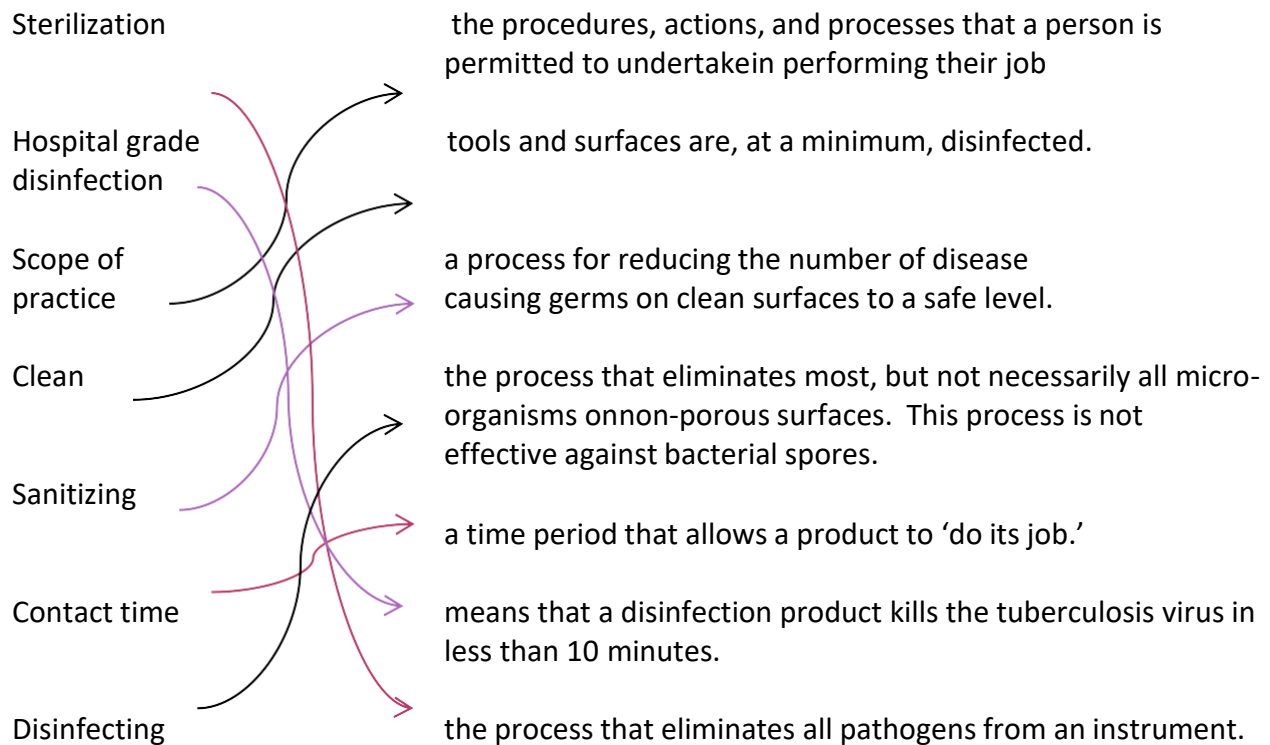 Sterilization
the procedures, actions, and processes that a person is
permitted to undertakein performing their job
Hospital grade
disinfection
tools and surfaces are, at a minimum, disinfected.
Scope of
practice
a process for reducing the number of disease
causing germs on clean surfaces to a safe level.
Clean
the process that eliminates most, but not necessarily all micro-
organisms onnon-porous surfaces.  This process is not
effective against bacterial spores.
Sanitizing
a time period that allows a product to ‘do its job.’
Contact time
means that a disinfection product kills the tuberculosis virus in
less than 10 minutes.
Disinfecting
the process that eliminates all pathogens from an instrument.